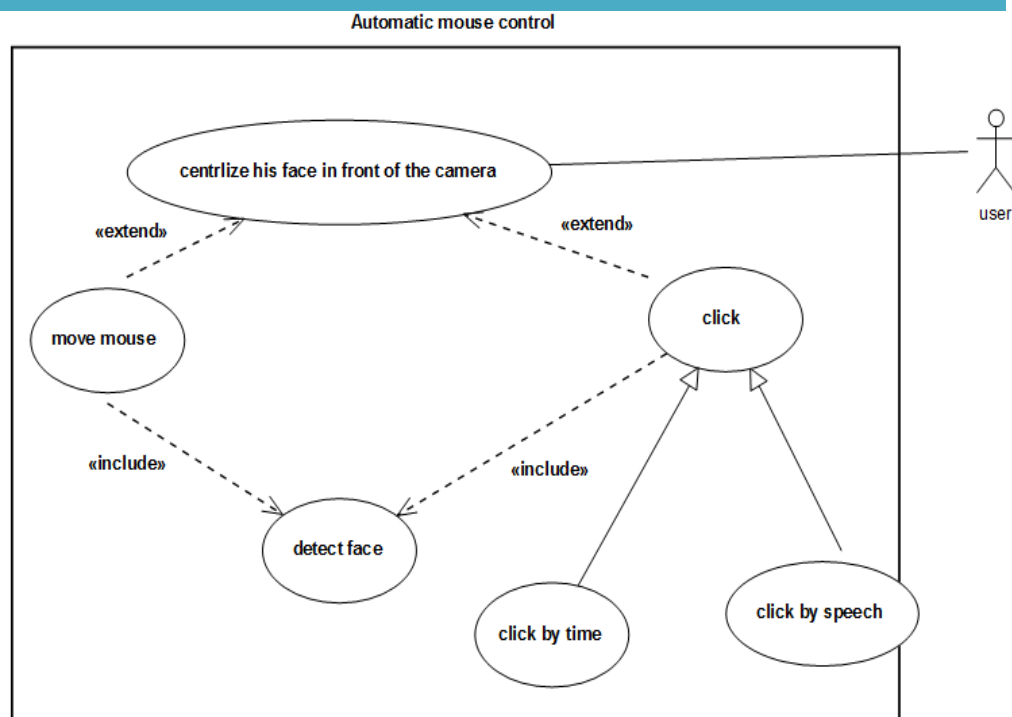 Automatic mouse control
centrlize his face in front of the camera
«extend»
«extend»
user
move mouse
click
«include»
«include»
detect face
click by time
click by speech